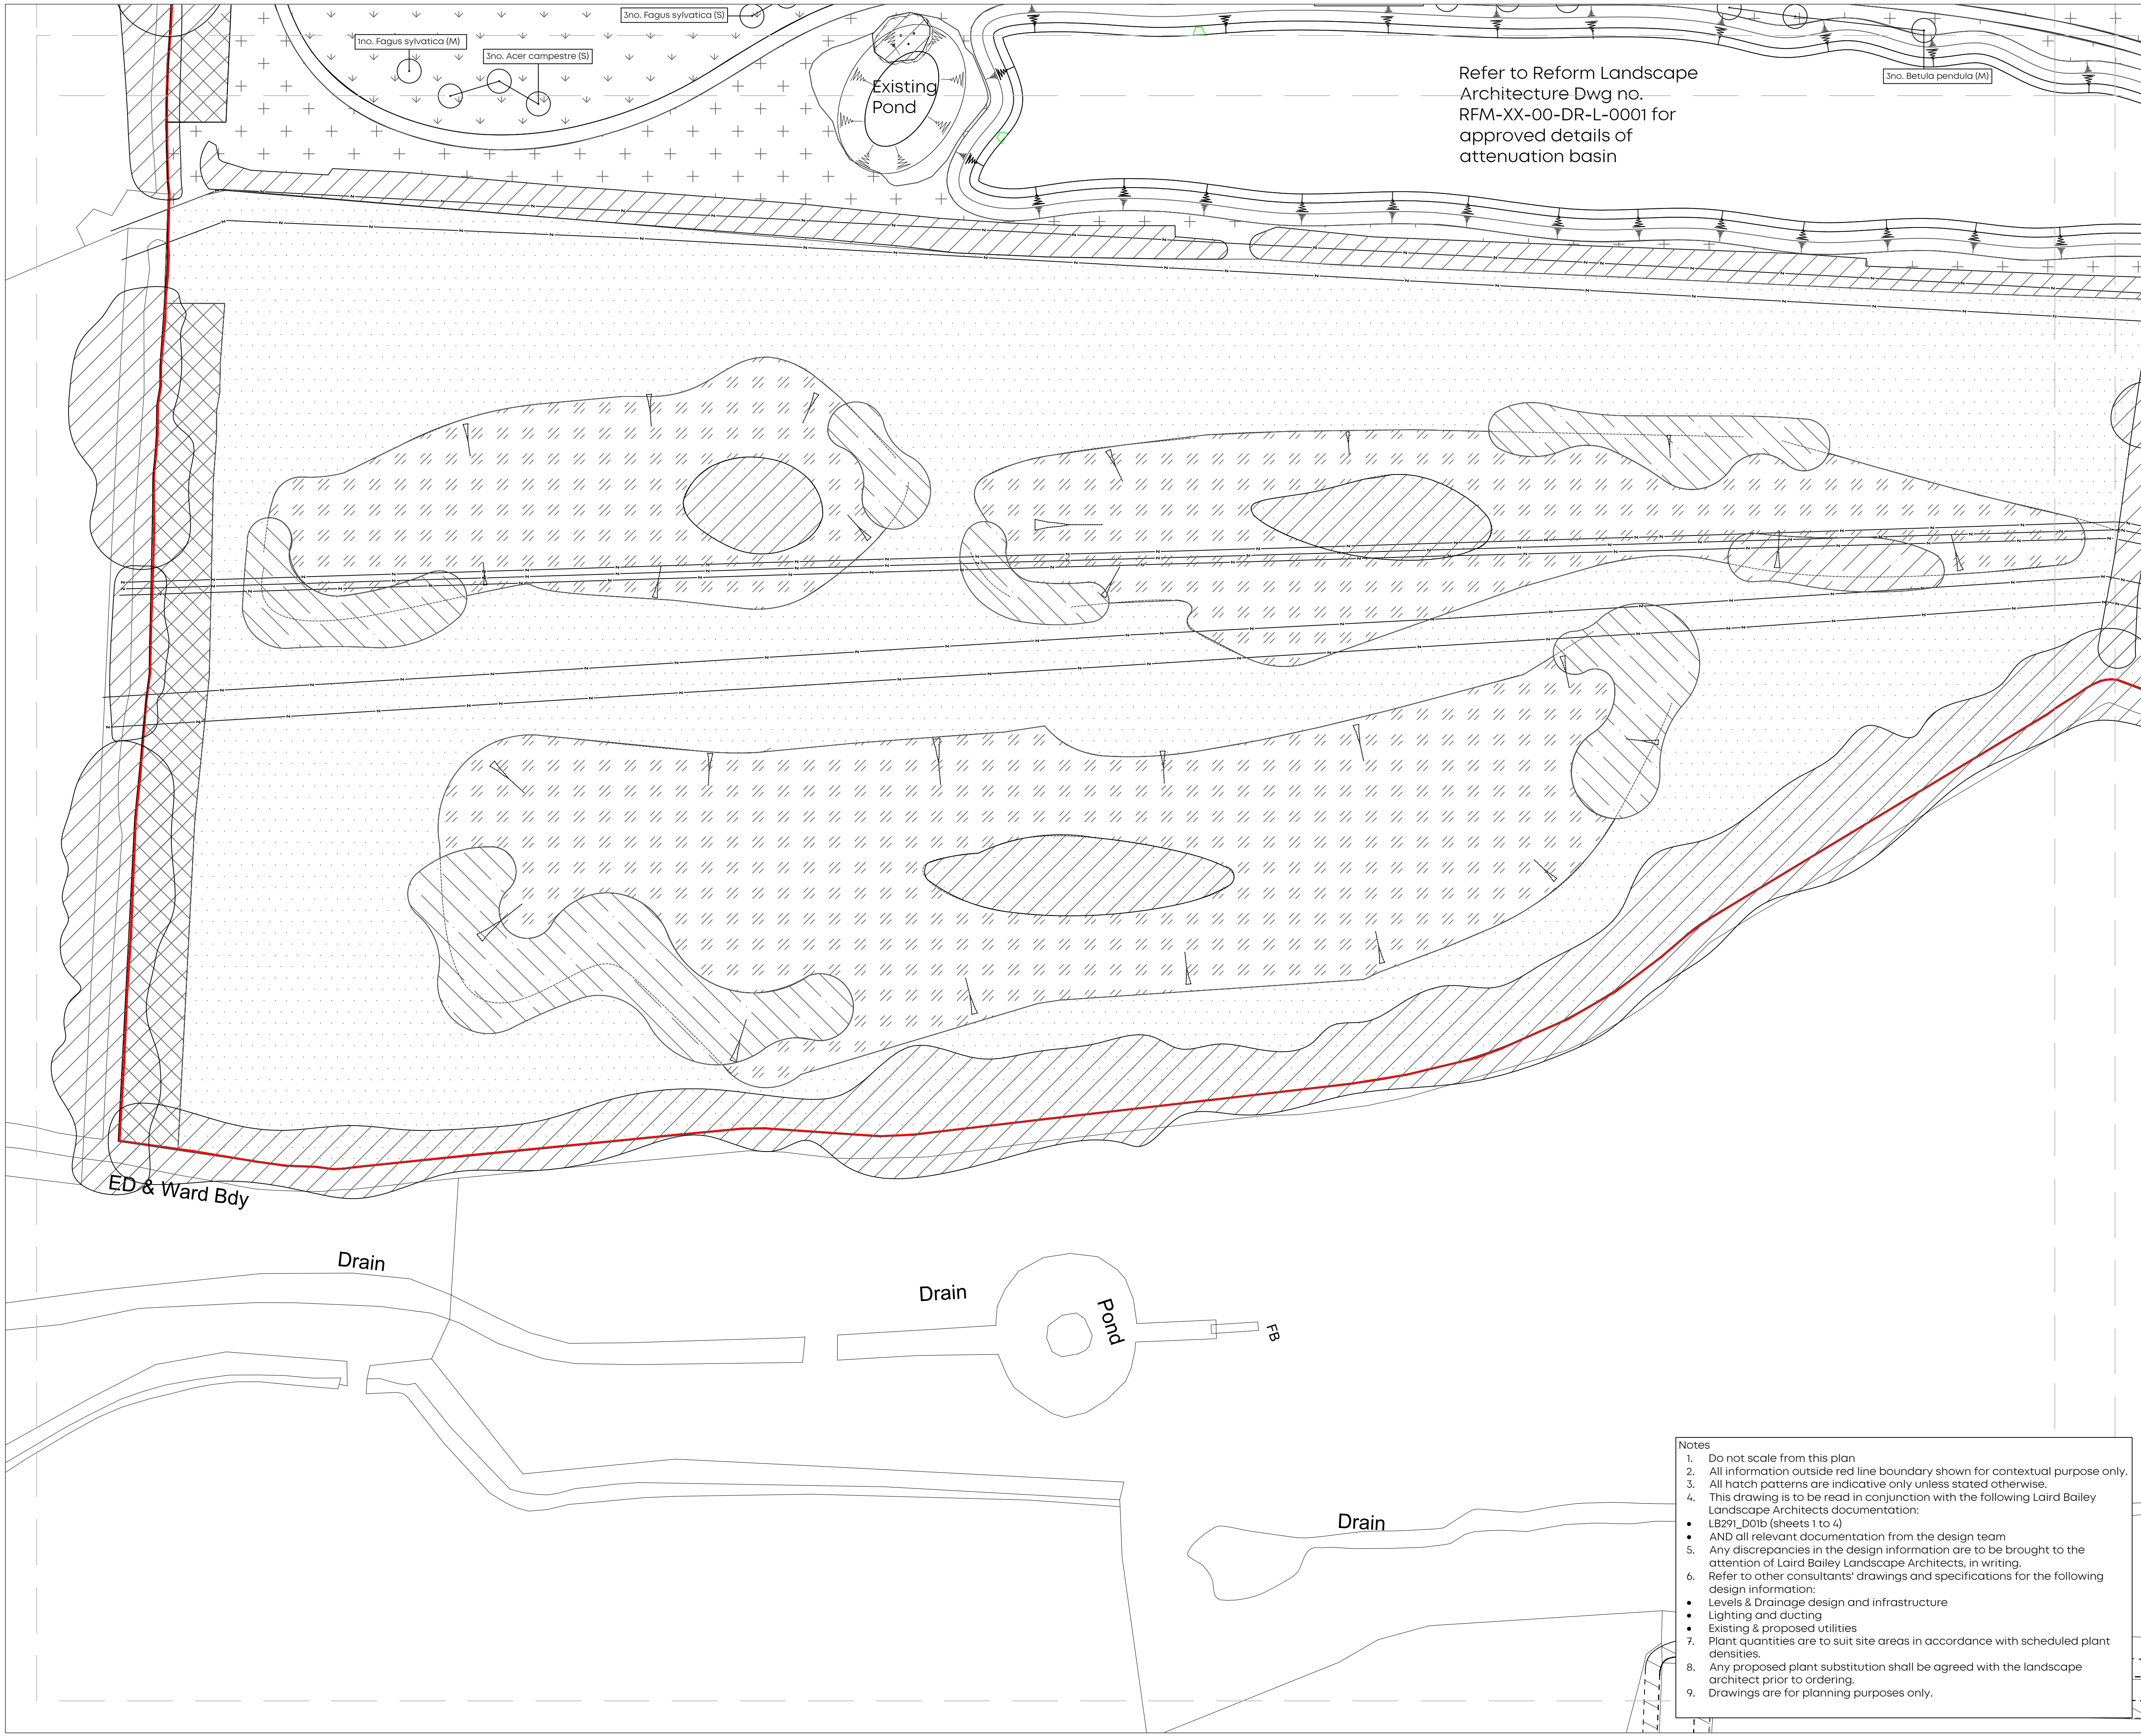 3no. Fagus sylvatica (S)
1no. Fagus sylvatica (M)
3no. Acer campestre (S)
Existing
Pond
Refer to Reform Landscape
Architecture Dwg no.
RFM-XX-00-DR-L-0001 for
approved details of
attenuation basin
3no. Betula pendula (M)
ED & Ward Bdy
Drain
Drain
Pond
FB
Drain
Notes
1. Do not scale from this plan
2. All information outside red line boundary shown for contextual purpose only.
3. All hatch patterns are indicative only unless stated otherwise.
4. This drawing is to be read in conjunction with the following Laird Bailey
Landscape Architects documentation:
• LB291_D01b (sheets 1 to 4)
• AND all relevant documentation from the design team
5. Any discrepancies in the design information are to be brought to the
attention of Laird Bailey Landscape Architects, in writing.
6. Refer to other consultants' drawings and specifications for the following
design information:
• Levels & Drainage design and infrastructure
• Lighting and ducting
• Existing & proposed utilities
7. Plant quantities are to suit site areas in accordance with scheduled plant
densities.
8. Any proposed plant substitution shall be agreed with the landscape
architect prior to ordering.
9. Drawings are for planning purposes only.